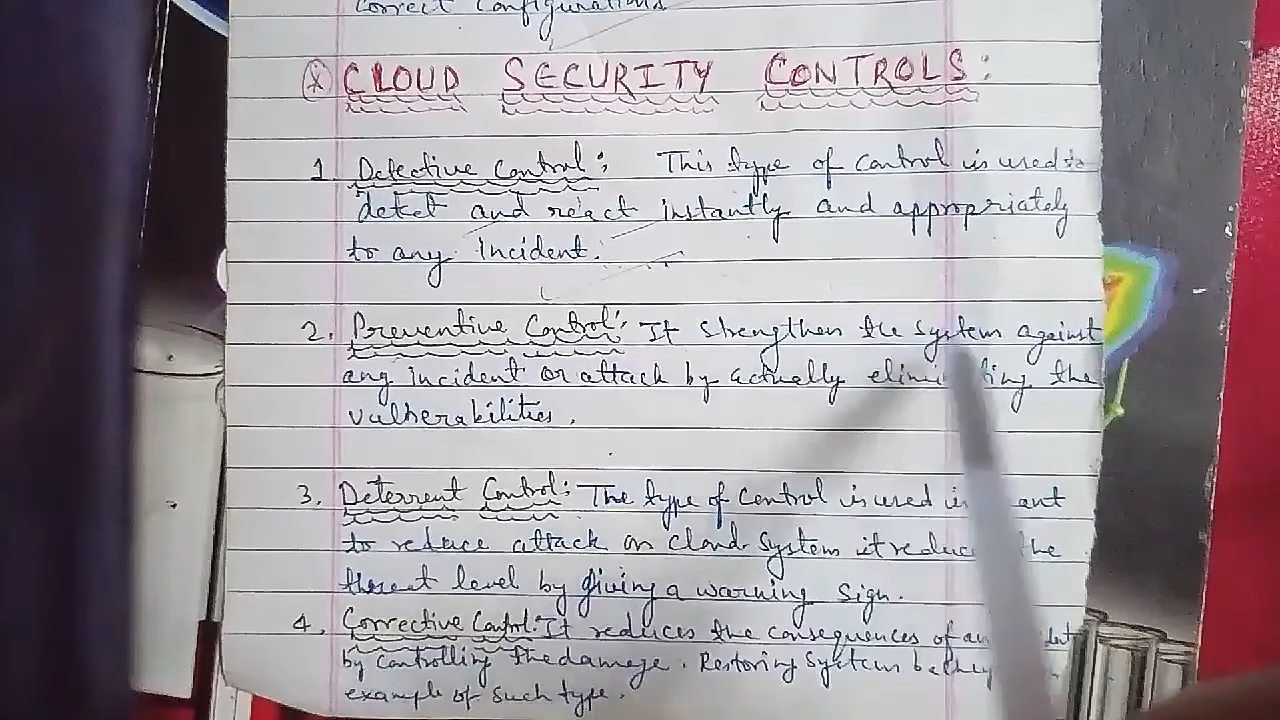 Correct Configurations
* CLOUD SECURITY CONTROLS:
1. Detective Control: This type of Control is used to
detect and react instantly and appropriately
to any Incident.
2. Preventive Control: It strengthen the system against
any incident or attack by actually the
vulnerabilities.
3. Deterrent Control: The type of Control is used is
to reduce attack on cloud system it the
threat level by giving a warning sign.
4. Corrective Control: It reduces the consequences of
by controlling the damage. Restoring System
example of such type.